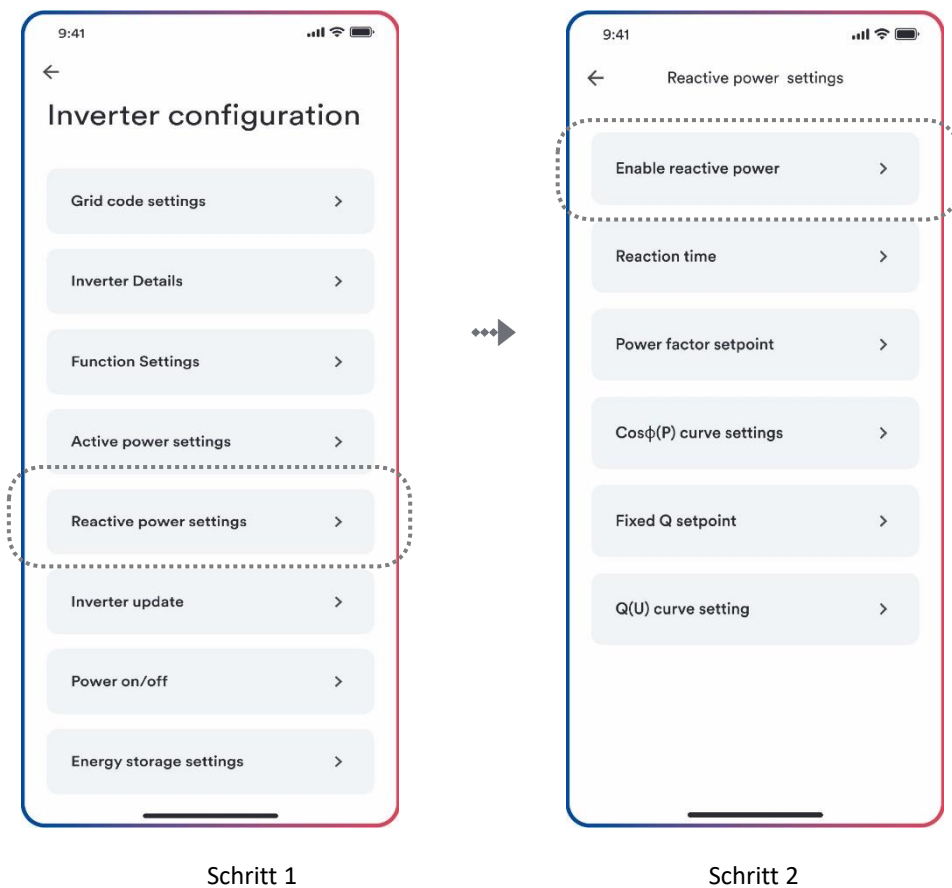 9:41
Inverter configuration
Grid code settings
Inverter Details
Function Settings
Active power settings
Reactive power settings
Inverter update
Power on/off
Energy storage settings
Schritt 1
9:41
Reactive power settings
Enable reactive power
Reaction time
Power factor setpoint
Cosϕ(P) curve settings
Fixed Q setpoint
Q(U) curve setting
Schritt 2